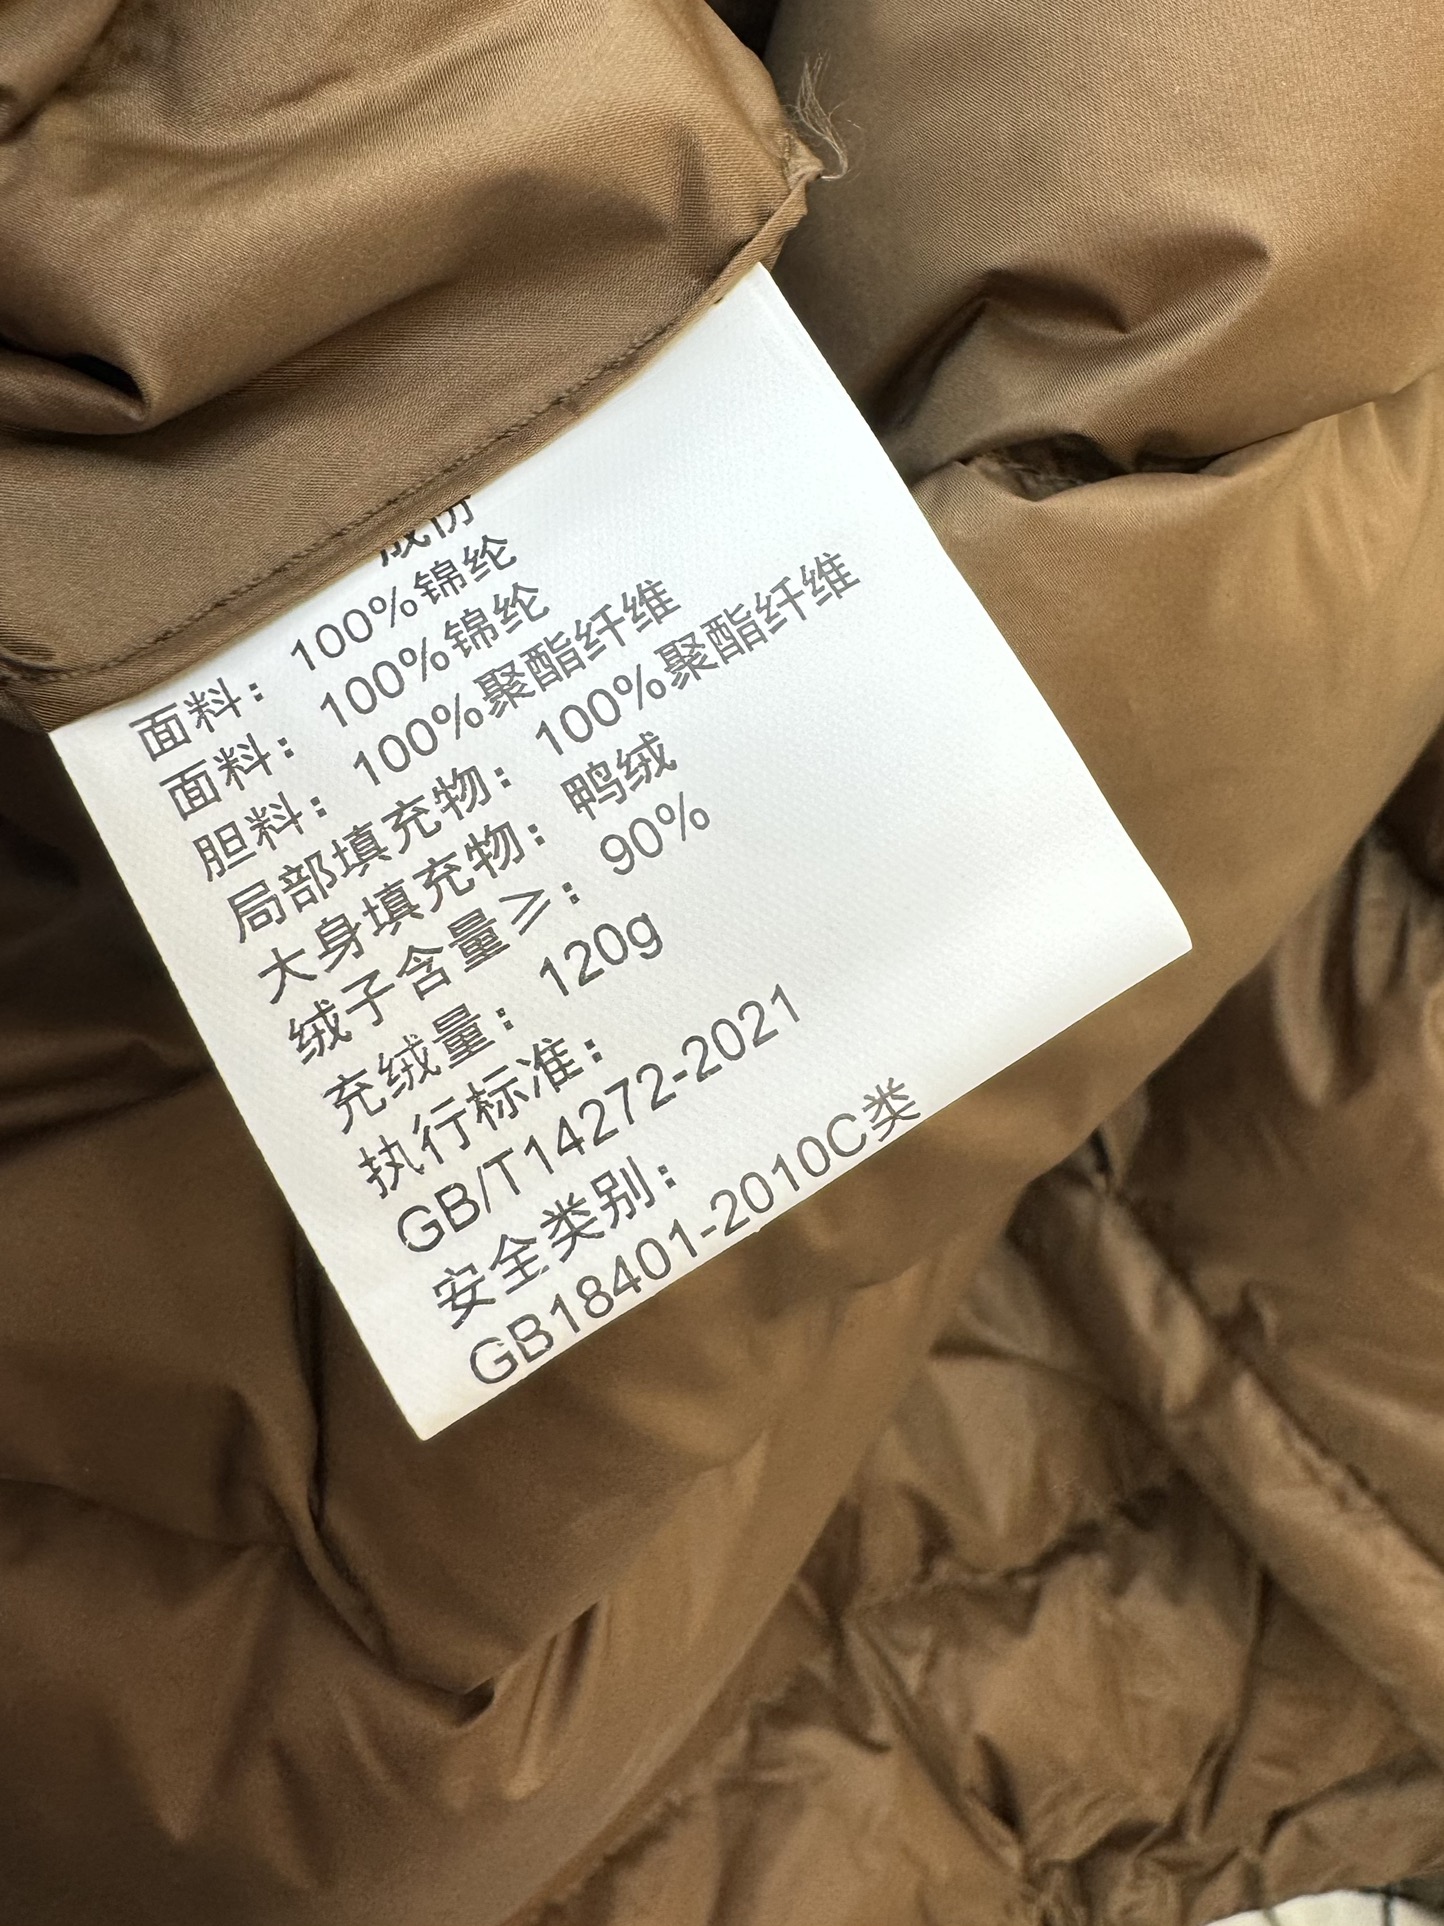 成份
面料：100%锦纶
面料：100%锦纶
胆料：100%聚酯纤维
局部填充物：100%聚酯纤维
大身填充物：鸭绒
绒子含量≥：90%
充绒量：120g
执行标准：
GB/T14272-2021
安全类别：
GB18401-2010C类